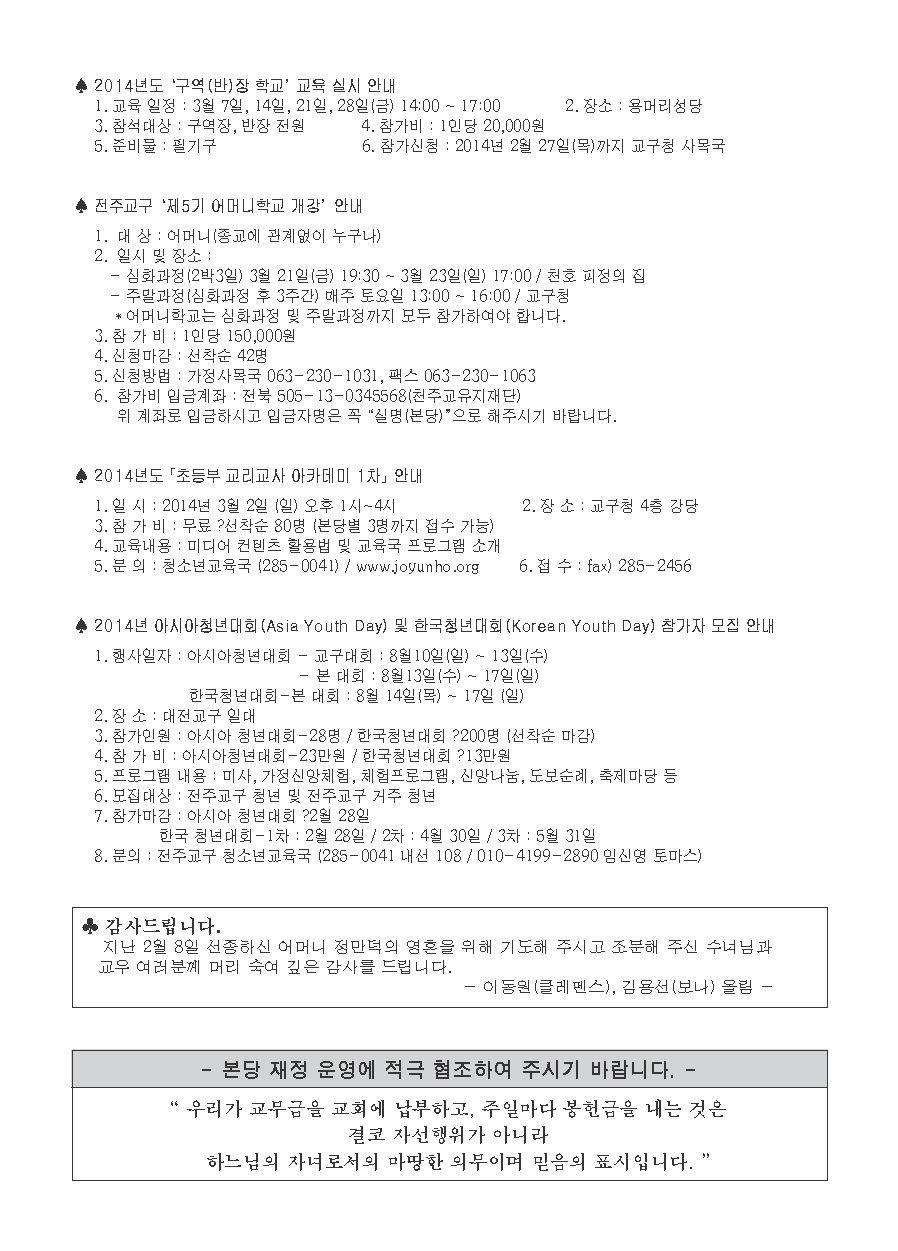 ♠ 2014년도 ‘구역(반)장 학교’ 교육 실시 안내
1. 교육 일정 : 3월 7일, 14일, 21일, 28일(금) 14:00 ~ 17:00 2. 장소 : 용머리성당
3. 참석대상 : 구역장, 반장 전원 4. 참가비 : 1인당 20,000원
5. 준비물 : 필기구 6. 참가신청 : 2014년 2월 27일(목)까지 교구청 사목국
♠ 전주교구 ‘제5기 어머니학교 개강’ 안내
1. 대 상 : 어머니(종교에 관계없이 누구나)
2. 일시 및 장소 :
- 심화과정(2박3일) 3월 21일(금) 19:30 ~ 3월 23일(일) 17:00 / 천호 피정의 집
- 주말과정(심화과정 후 3주간) 매주 토요일 13:00 ~ 16:00 / 교구청
* 어머니학교는 심화과정 및 주말과정까지 모두 참가하여야 합니다.
3. 참 가 비 : 1인당 150,000원
4. 신청마감 : 선착순 42명
5. 신청방법 : 가정사목국 063-230-1031, 팩스 063-230-1063
6. 참가비 입금계좌 : 전북 505-13-0345568(천주교유지재단)
위 계좌로 입금하시고 입금자명은 꼭 “실명(본당)”으로 해주시기 바랍니다.
♠ 2014년도 「초등부 교리교사 아카데미 1차」 안내
1. 일 시 : 2014년 3월 2일 (일) 오후 1시~4시 2. 장 소 : 교구청 4층 강당
3. 참 가 비 : 무료 ?선착순 80명 (본당별 3명까지 접수 가능)
4. 교육내용 : 미디어 컨텐츠 활용법 및 교육국 프로그램 소개
5. 문 의 : 청소년교육국 (285-0041) / www.joyunho.org 6. 접 수 : fax) 285-2456
♠ 2014년 아시아청년대회(Asia Youth Day) 및 한국청년대회(Korean Youth Day) 참가자 모집 안내
1. 행사일자 : 아시아청년대회 - 교구대회 : 8월10일(일) ~ 13일(수)
- 본 대회 : 8월13일(수) ~ 17일(일)
한국청년대회-본 대회 : 8월 14일(목) ~ 17일 (일)
2. 장 소 : 대전교구 일대
3. 참가인원 : 아시아 청년대회-28명 / 한국청년대회 ?200명 (선착순 마감)
4. 참 가 비 : 아시아청년대회-23만원 / 한국청년대회 ?13만원
5. 프로그램 내용 : 미사, 가정신앙체험, 체험프로그램, 신앙나눔, 도보순례, 축제마당 등
6. 모집대상 : 전주교구 청년 및 전주교구 거주 청년
7. 참가마감 : 아시아 청년대회 ?2월 28일
한국 청년대회-1차 : 2월 28일 / 2차 : 4월 30일 / 3차 : 5월 31일
8. 문의 : 전주교구 청소년교육국 (285-0041 내선 108 / 010-4199-2890 임신영 토마스)
♣ 감사드립니다.
지난 2월 8일 선종하신 어머니 정만덕의 영혼을 위해 기도해 주시고 조문해 주신 수녀님과
교우 여러분께 머리 숙여 깊은 감사를 드립니다.
- 이동원(클레멘스), 김용선(보나) 올림 -
- 본당 재정 운영에 적극 협조하여 주시기 바랍니다. -
“ 우리가 교무금을 교회에 납부하고, 주일마다 봉헌금을 내는 것은
결코 자선행위가 아니라
하느님의 자녀로서의 마땅한 의무이며 믿음의 표시입니다. ”